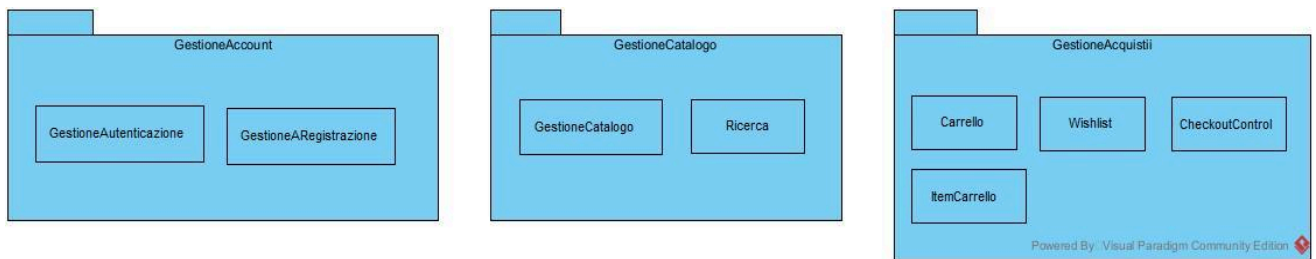 GestioneAccount
GestioneAutenticazione
GestioneARegistrazione
GestioneCatalogo
GestioneCatalogo
Ricerca
GestioneAcquistii
Carrello
Wishlist
CheckoutControl
ItemCarrello
Powered By Visual Paradigm Community Edition